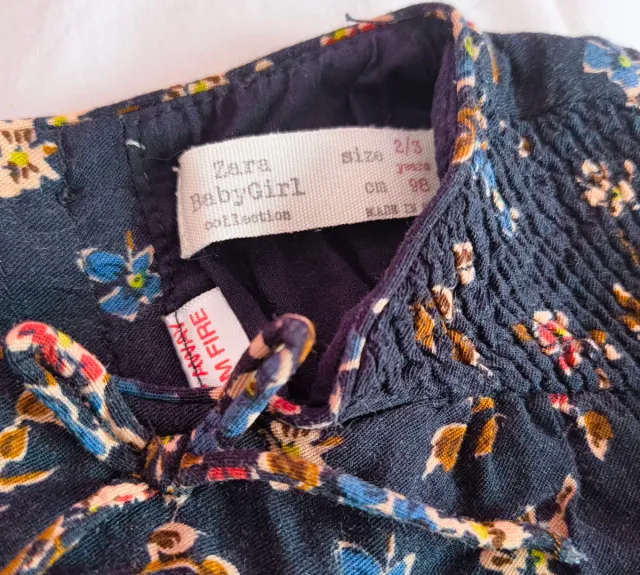 Zara
BabyGirl
collection
size 2/3
years
cm 98
MADE IN
AWAY
M FIRE